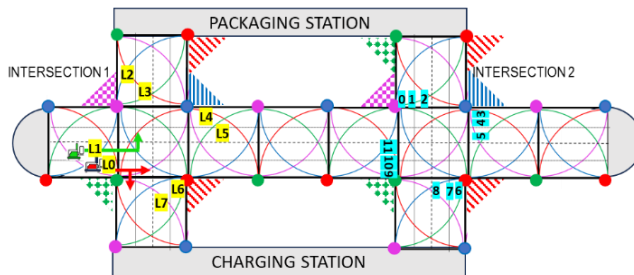 PACKAGING STATION
INTERSECTION 1
L2
L3
INTERSECTION 2
0 1 2
L4
L5
3
4
5
L1
L0
11
10
9
L6
L7
8 7 6
CHARGING STATION